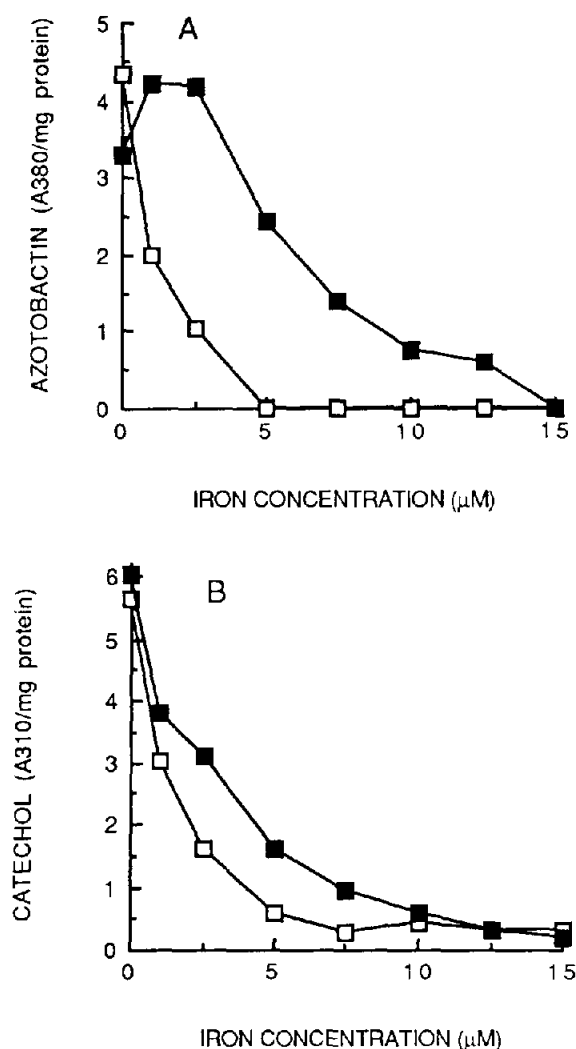 A
AZOTOBACTIN (A380/mg protein)
5
4
3
2
1
0
0 5 10 15
IRON CONCENTRATION (µM)
B
CATECHOL (A310/mg protein)
6
5
4
3
2
1
0
0 5 10 15
IRON CONCENTRATION (µM)